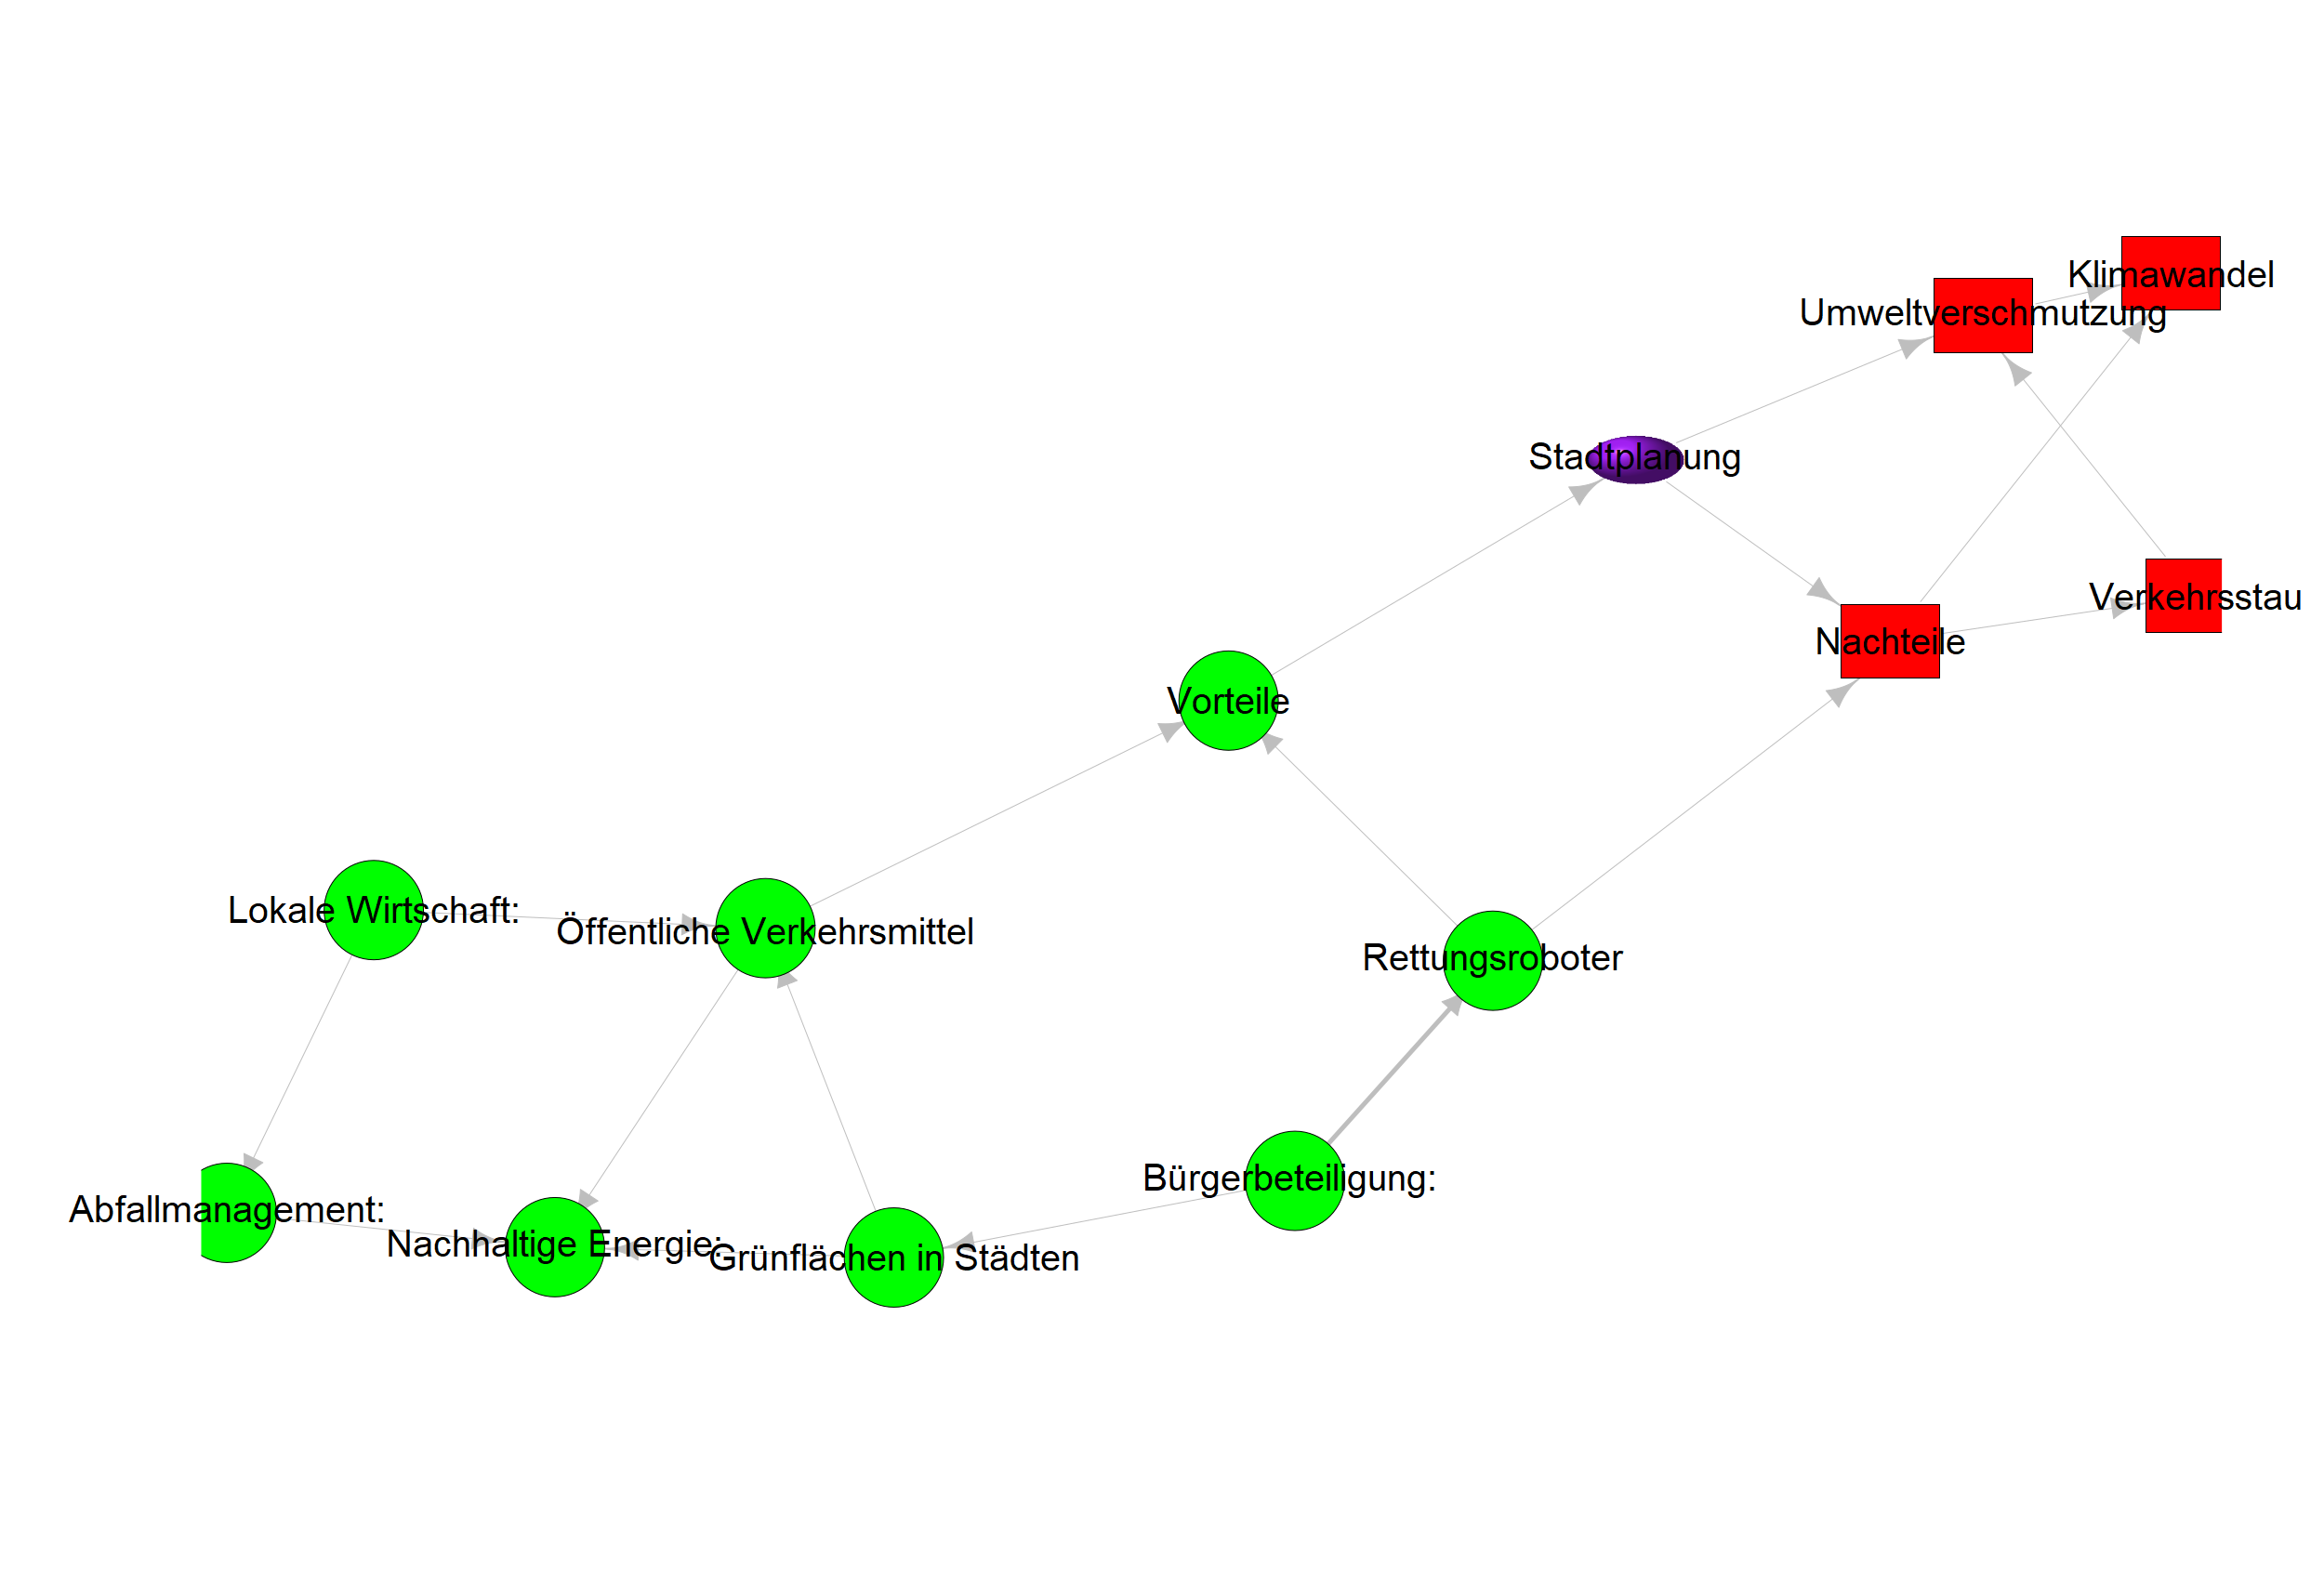 Klimawandel
Umweltverschmutzung
Stadtplanung
Verkehrsstau
Nachteile
Vorteile
Lokale Wirtschaft:
Öffentliche Verkehrsmittel
Rettungsroboter
Bürgerbeteiligung:
Abfallmanagement:
Nachhaltige Energie:
Grünflächen in Städten